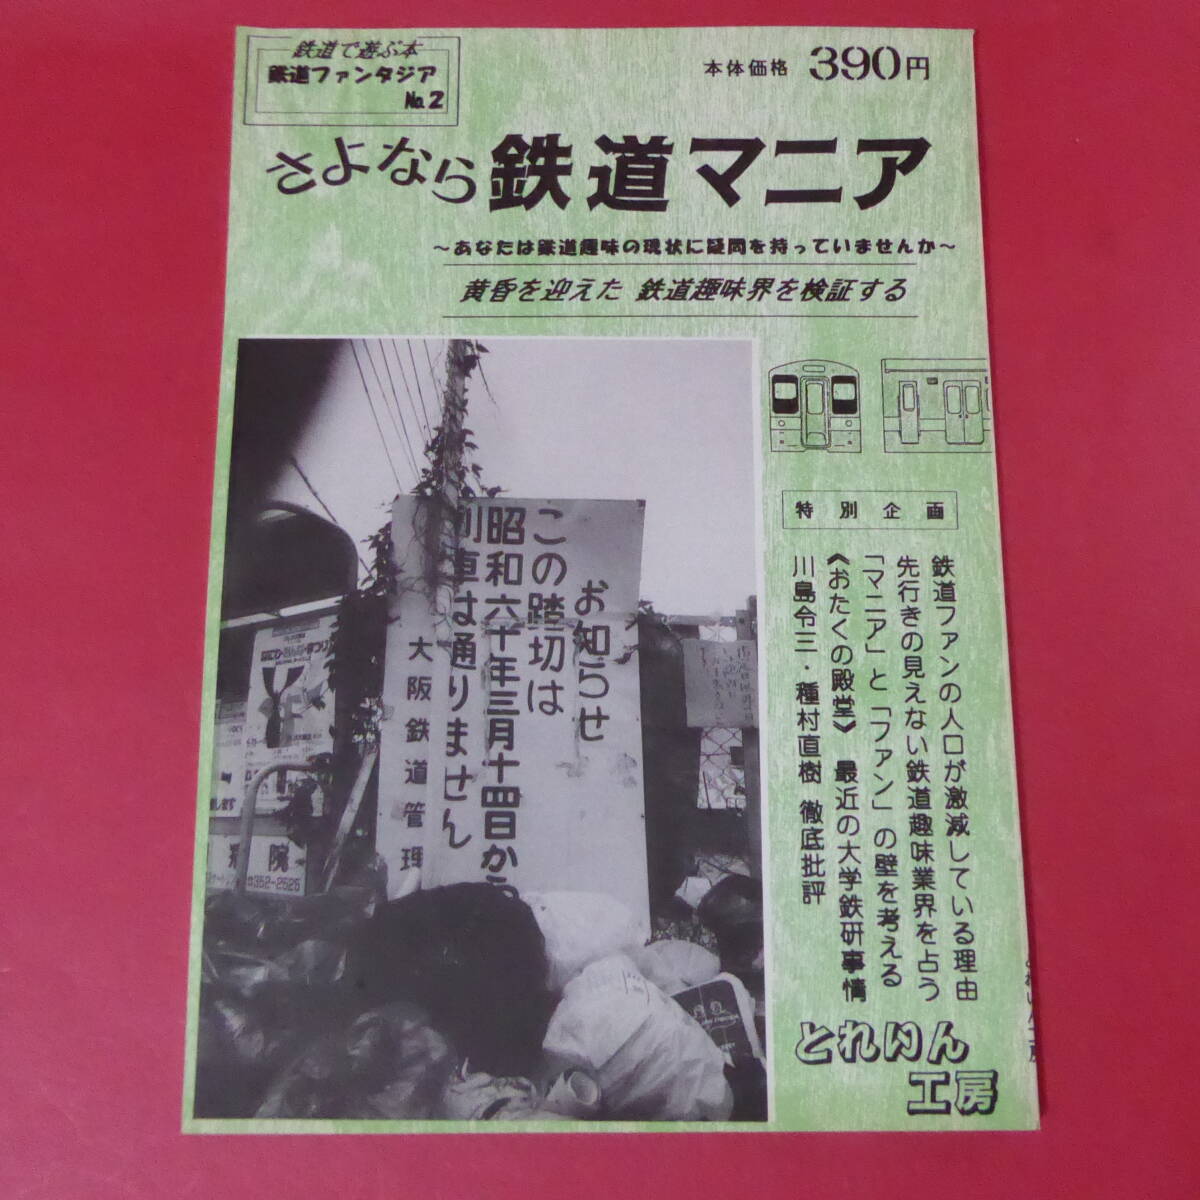 鉄道で遊ぶ本
鉄道ファンタジア
No.2
本体価格 390円
さよなら鉄道マニア
～あなたは鉄道趣味の現状に疑問を持っていませんか～
黄昏を迎えた 鉄道趣味界を検証する
特別企画
鉄道ファンの人口が激減している理由
先行きの見えない鉄道趣味業界を占う
「マニア」と「ファン」の壁を考える
《おたくの殿堂》 最近の大学鉄研事情
川島令三・種村直樹 徹底批評
とれいん
工房
お知らせ
この踏切は
昭和六十年三月十四日から
列車は通りません
大阪鉄道管理
院
☎352-2525